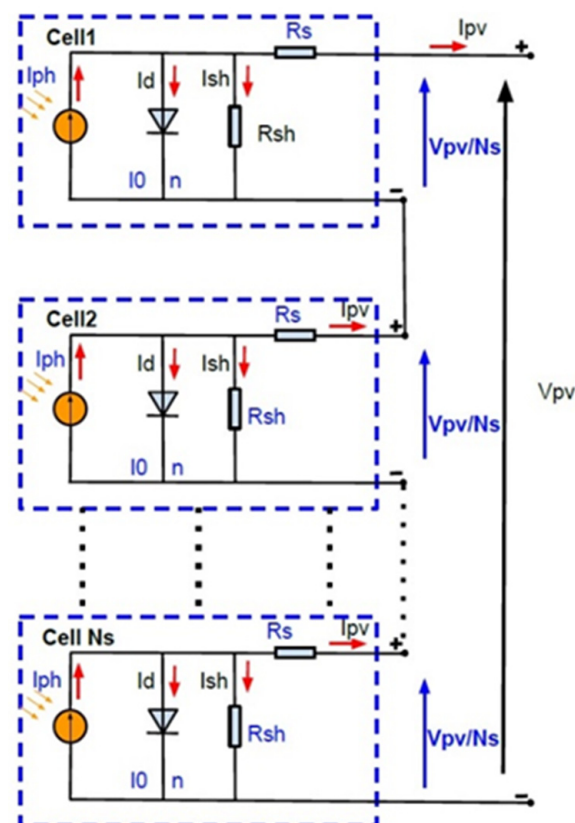 Cell1
Rs
Ipv
+
Iph
Id
Ish
Rsh
Vpv/Ns
I0 n
–
Cell2
Rs
Ipv
+
Iph
Id
Ish
Rsh
Vpv/Ns
Vpv
I0 n
–
Cell Ns
Rs
Ipv
+
Iph
Id
Ish
Rsh
Vpv/Ns
I0 n
–